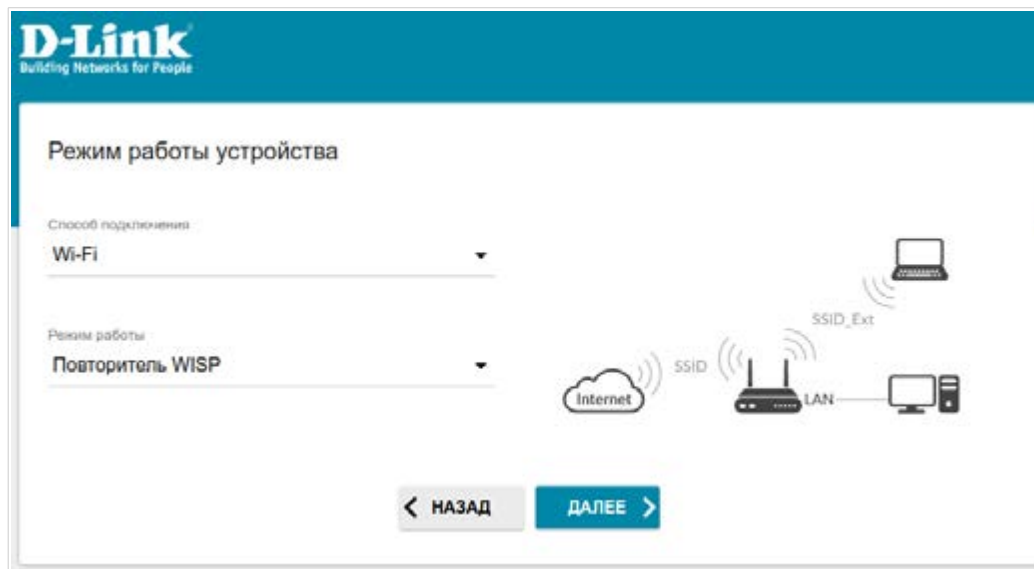 D-Link
Building Networks for People
Режим работы устройства
Способ подключения
Wi-Fi
Режим работы
Повторитель WISP
SSID_Ext
SSID
Internet
LAN
НАЗАД
ДАЛЕЕ